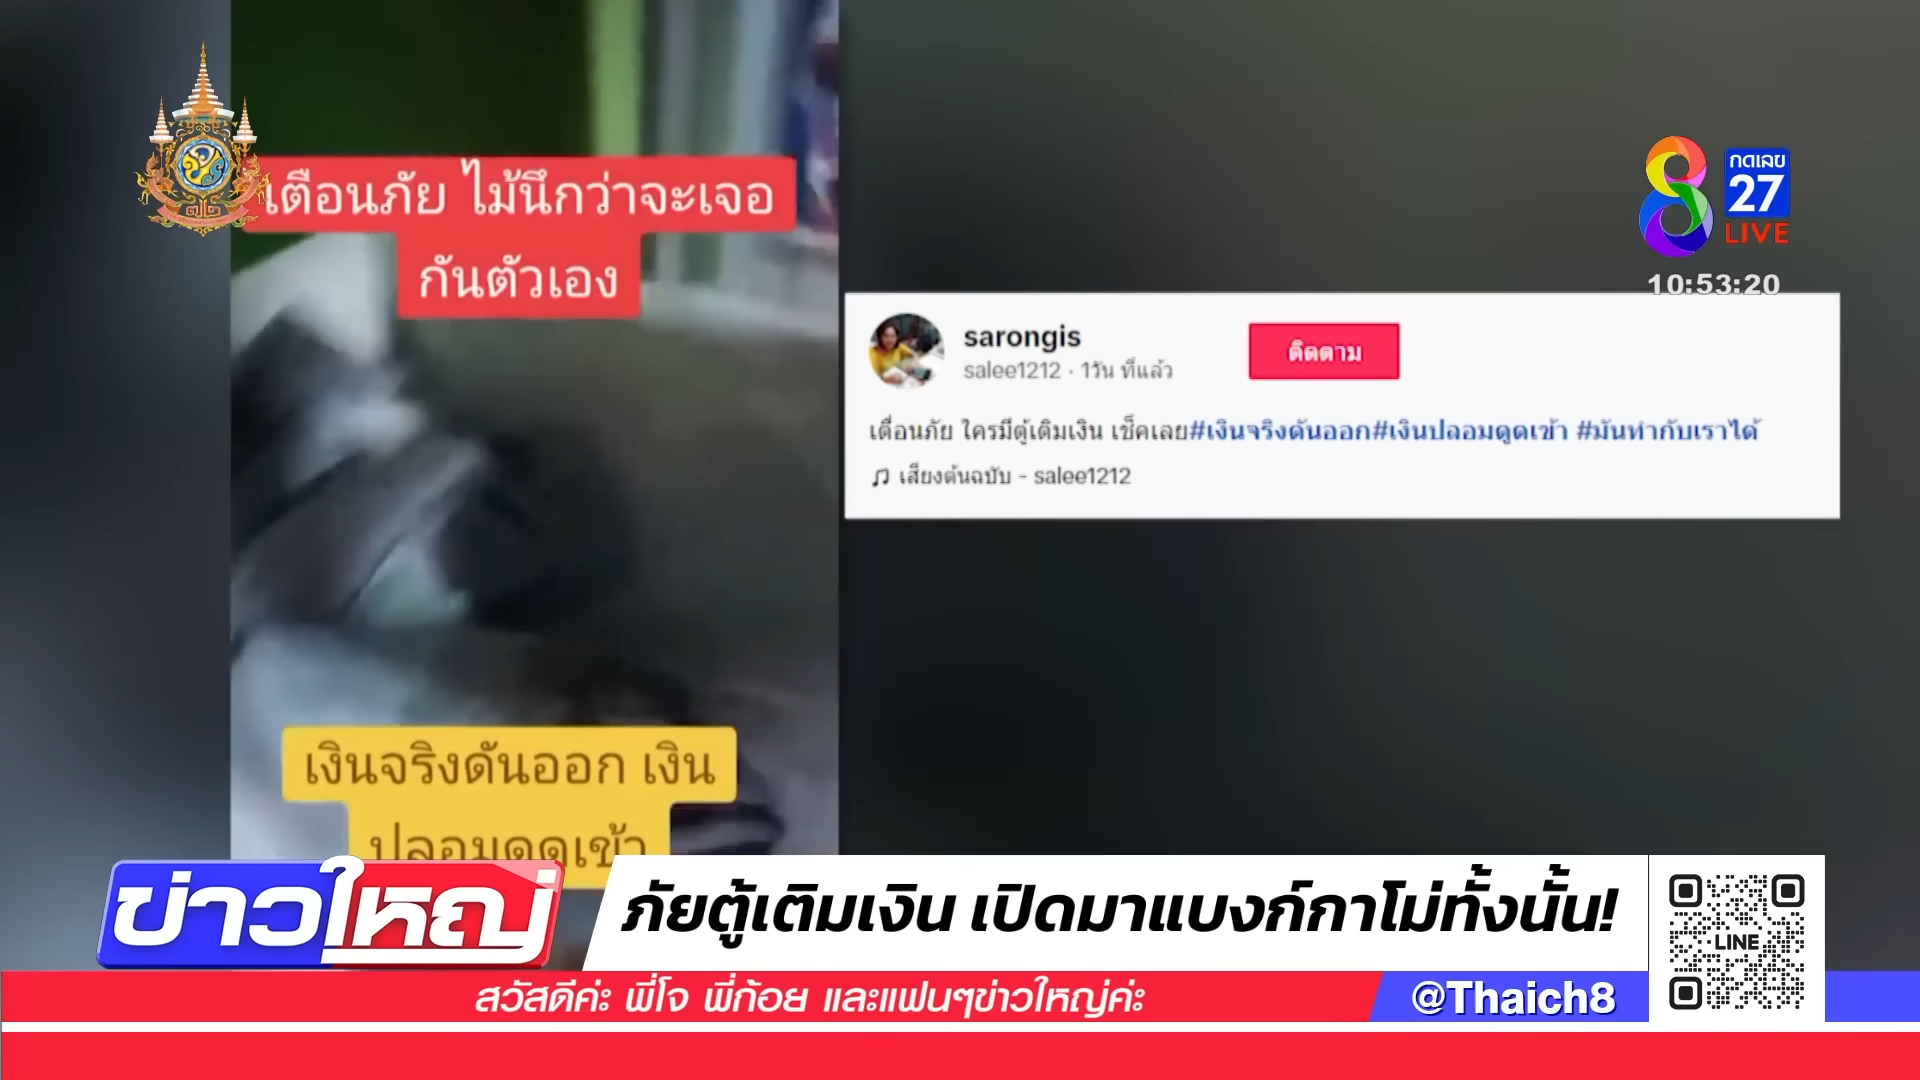 เตือนภัย ไม้นึกว่าจะเจอ
กันตัวเอง
กดเลข
27
LIVE
10:53:20
sarongis
salee1212 · 1วัน ที่แล้ว
ติดตาม
เตื่อนภัย ใครมีตู้เติมเงิน เช็คเลย#เงินจริงดันออก#เงินปลอมดูดเข้า #มันทำกับเราได้
เสียงต้นฉบับ - salee1212
เงินจริงดันออก เงิน
ปลอมดูดเข้า
ข่าวใหญ่
ภัยตู้เติมเงิน เปิดมาแบงก์กาโม่ทั้งนั้น!
LINE
สวัสดีค่ะ พี่โจ พี่ก้อย และแฟนๆข่าวใหญ่ค่ะ
@Thaich8